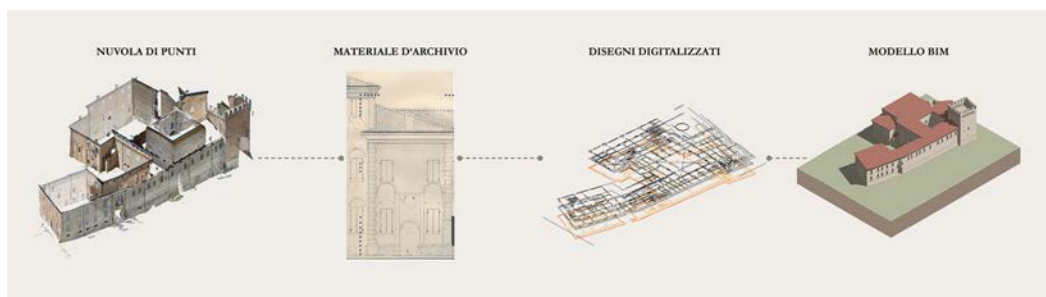 NUVOLA DI PUNTI
MATERIALE D'ARCHIVIO
DISEGNI DIGITALIZZATI
MODELLO BIM